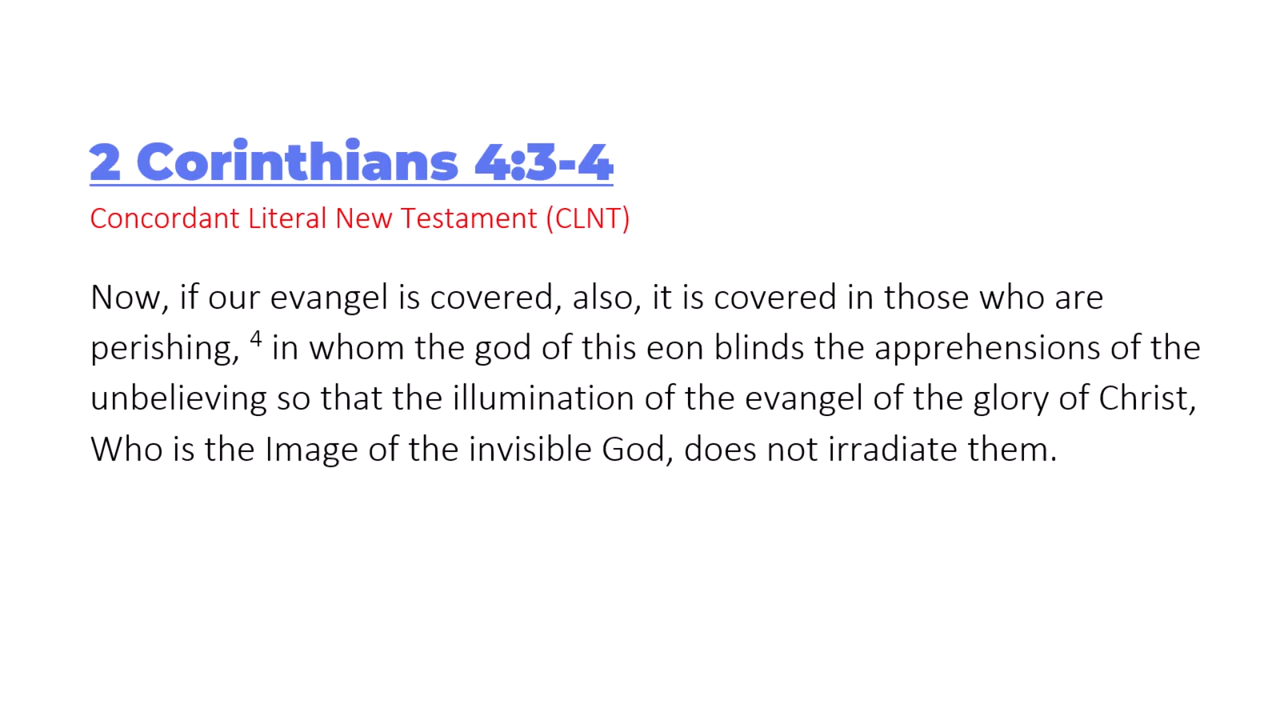 2 Corinthians 4:3-4
Concordant Literal New Testament (CLNT)
Now, if our evangel is covered, also, it is covered in those who are
perishing, ⁴ in whom the god of this eon blinds the apprehensions of the
unbelieving so that the illumination of the evangel of the glory of Christ,
Who is the Image of the invisible God, does not irradiate them.